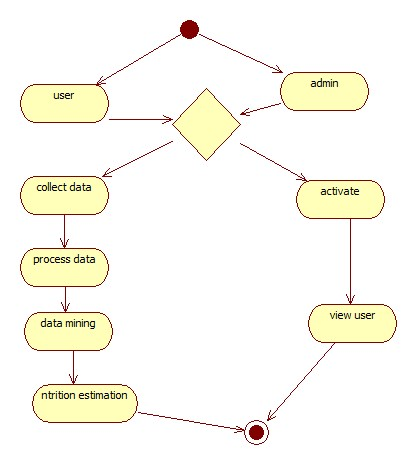 admin
user
collect data
activate
process data
view user
data mining
ntrition estimation